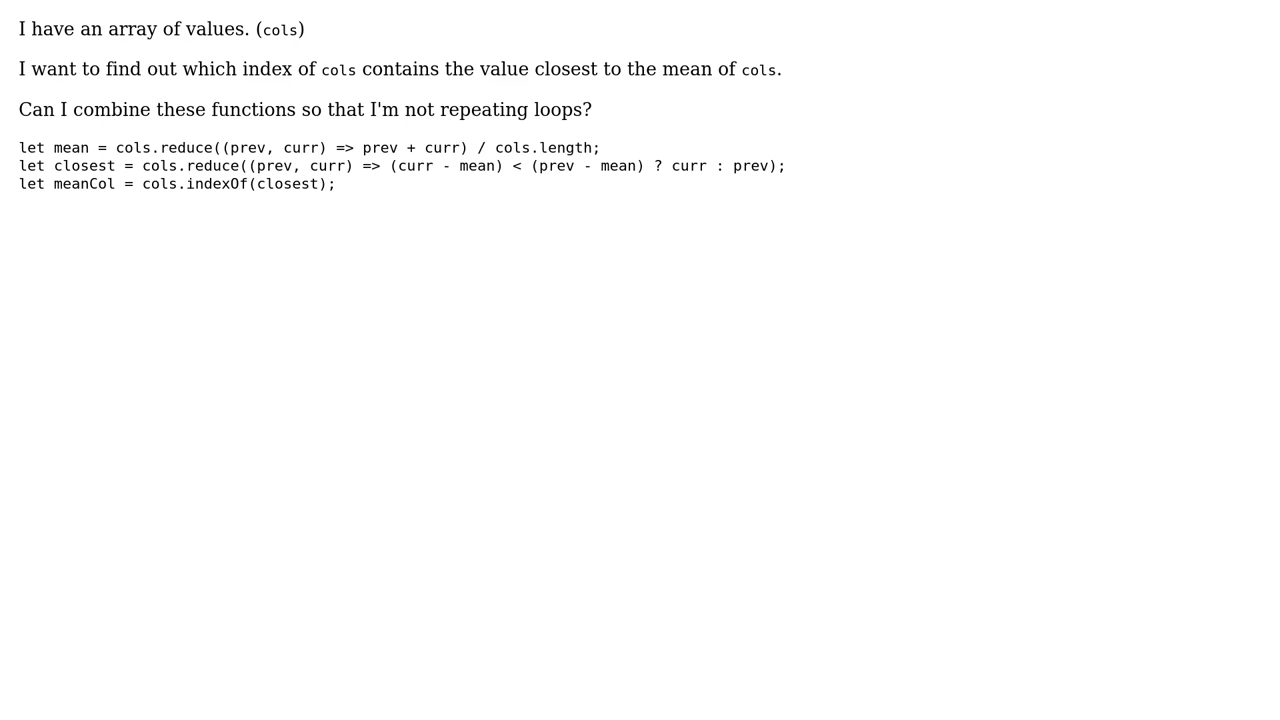 I have an array of values. (cols)
I want to find out which index of cols contains the value closest to the mean of cols.
Can I combine these functions so that I'm not repeating loops?
let mean = cols.reduce((prev, curr) => prev + curr) / cols.length;
let closest = cols.reduce((prev, curr) => (curr - mean) < (prev - mean) ? curr : prev);
let meanCol = cols.indexOf(closest);